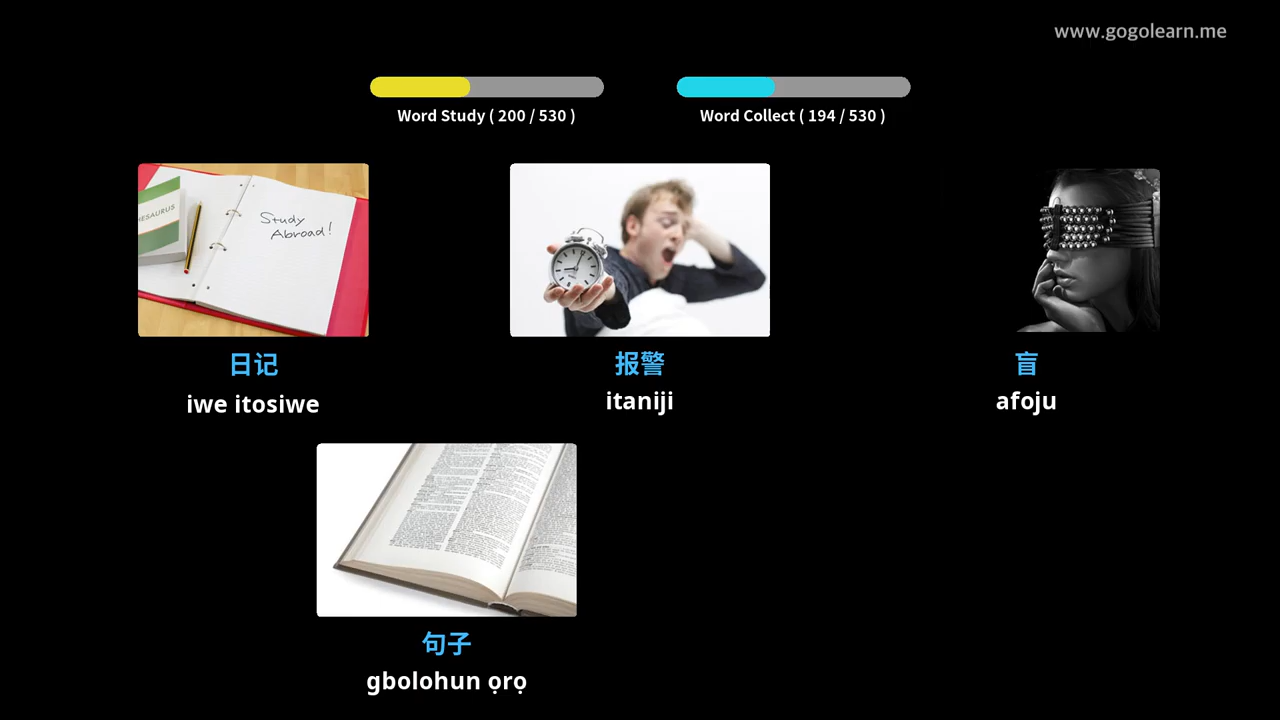 www.gogolearn.me
Word Study ( 200 / 530 )
Word Collect ( 194 / 530 )
THESAURUS
Study
Abroad!
日记
iwe itosiwe
报警
itaniji
盲
afoju
句子
gbolohun ọrọ